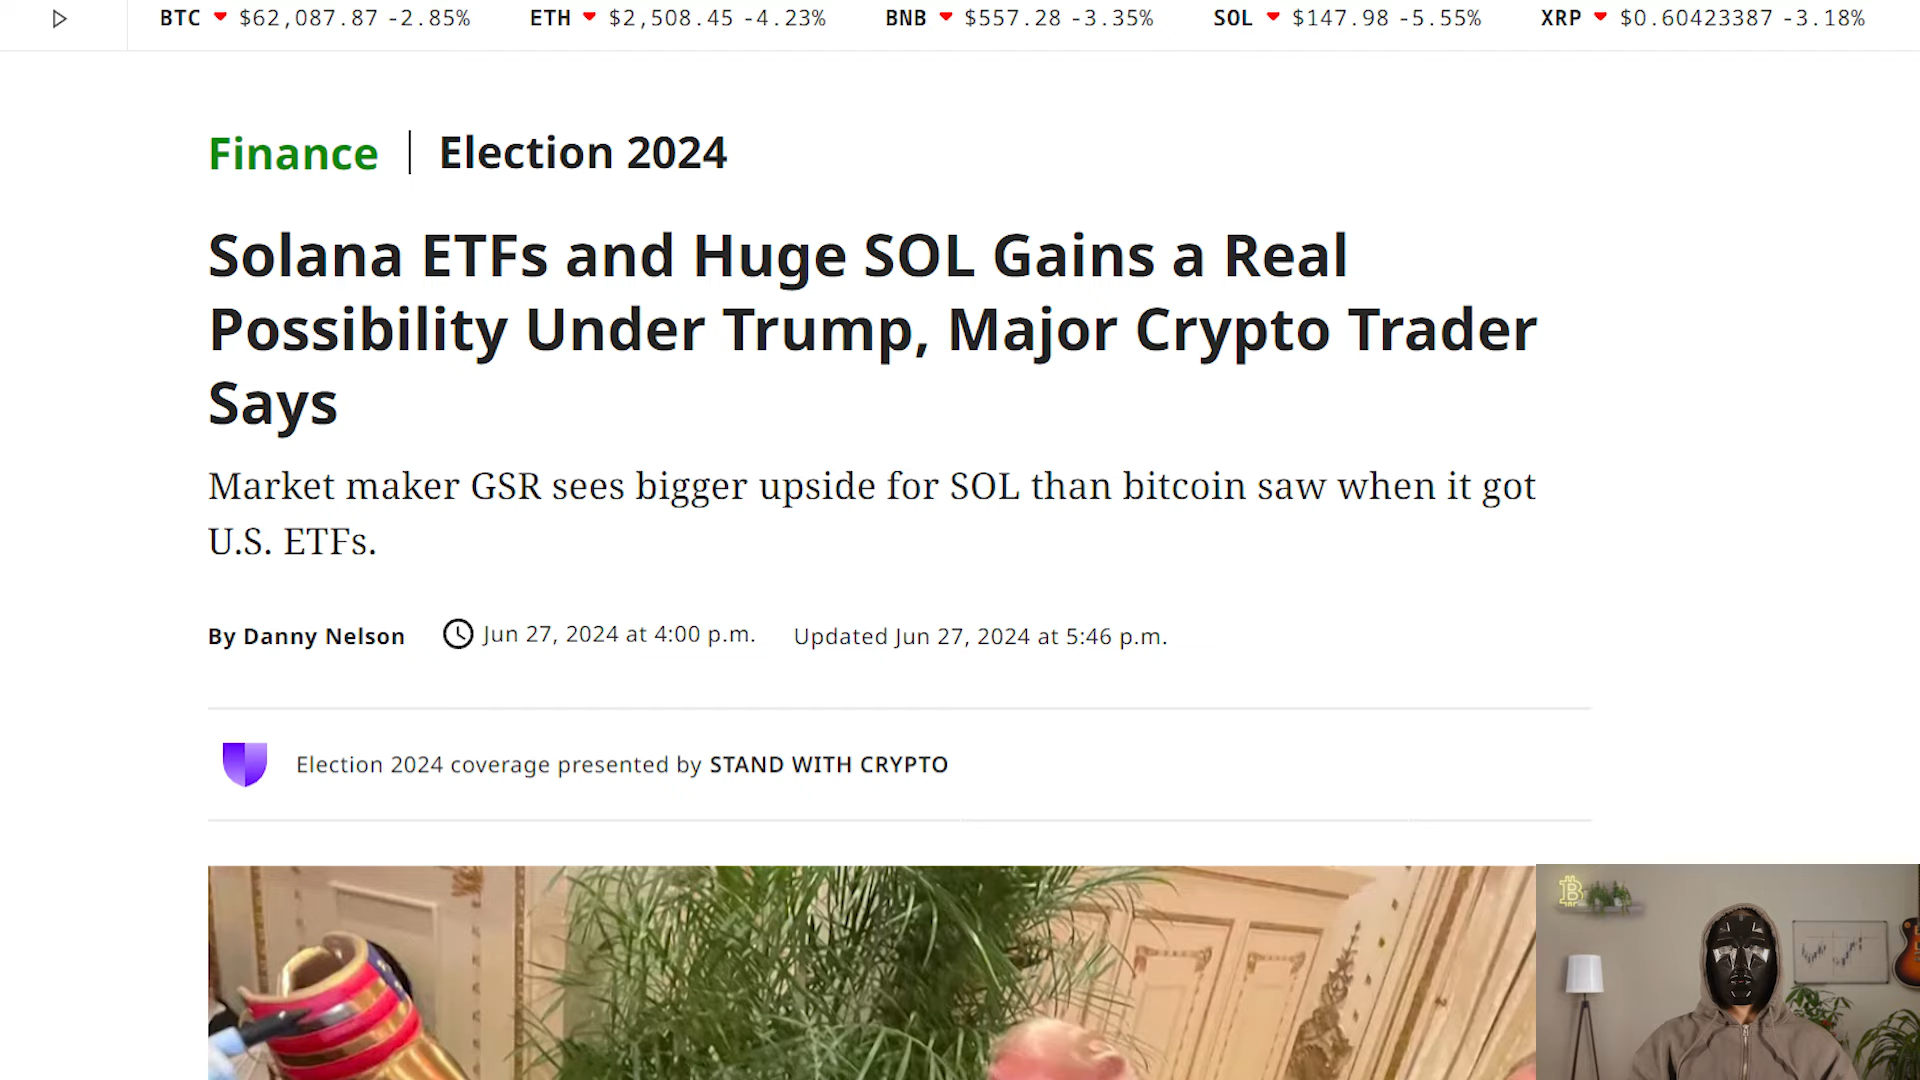 BTC $62,087.87 -2.85% ETH $2,508.45 -4.23% BNB $557.28 -3.35% SOL $147.98 -5.55% XRP $0.60423387 -3.18%
Finance | Election 2024
Solana ETFs and Huge SOL Gains a Real
Possibility Under Trump, Major Crypto Trader
Says
Market maker GSR sees bigger upside for SOL than bitcoin saw when it got
U.S. ETFs.
By Danny Nelson Jun 27, 2024 at 4:00 p.m. Updated Jun 27, 2024 at 5:46 p.m.
Election 2024 coverage presented by STAND WITH CRYPTO